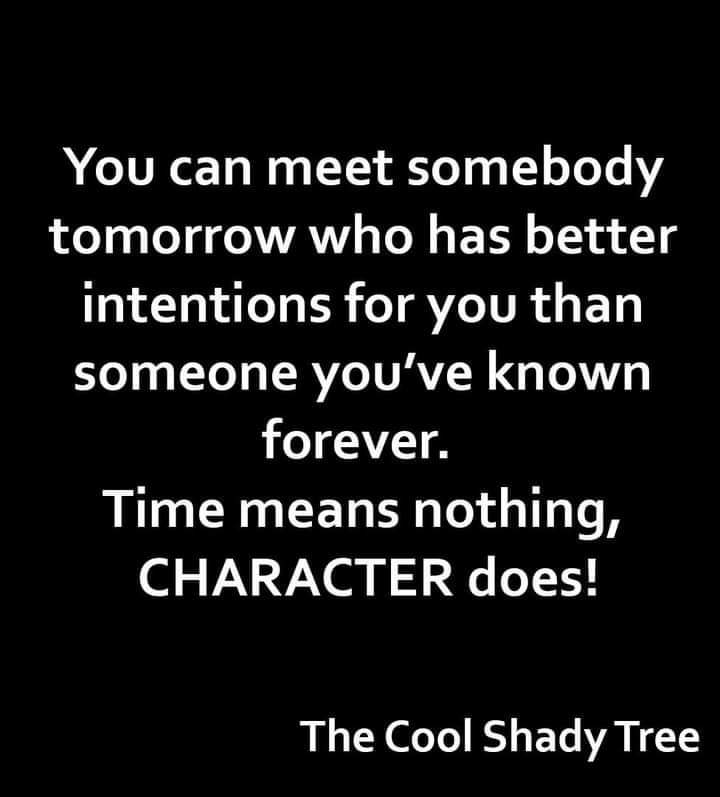 You can meet somebody
tomorrow who has better
intentions for you than
someone you’ve known
forever.
Time means nothing,
CHARACTER does!
The Cool Shady Tree